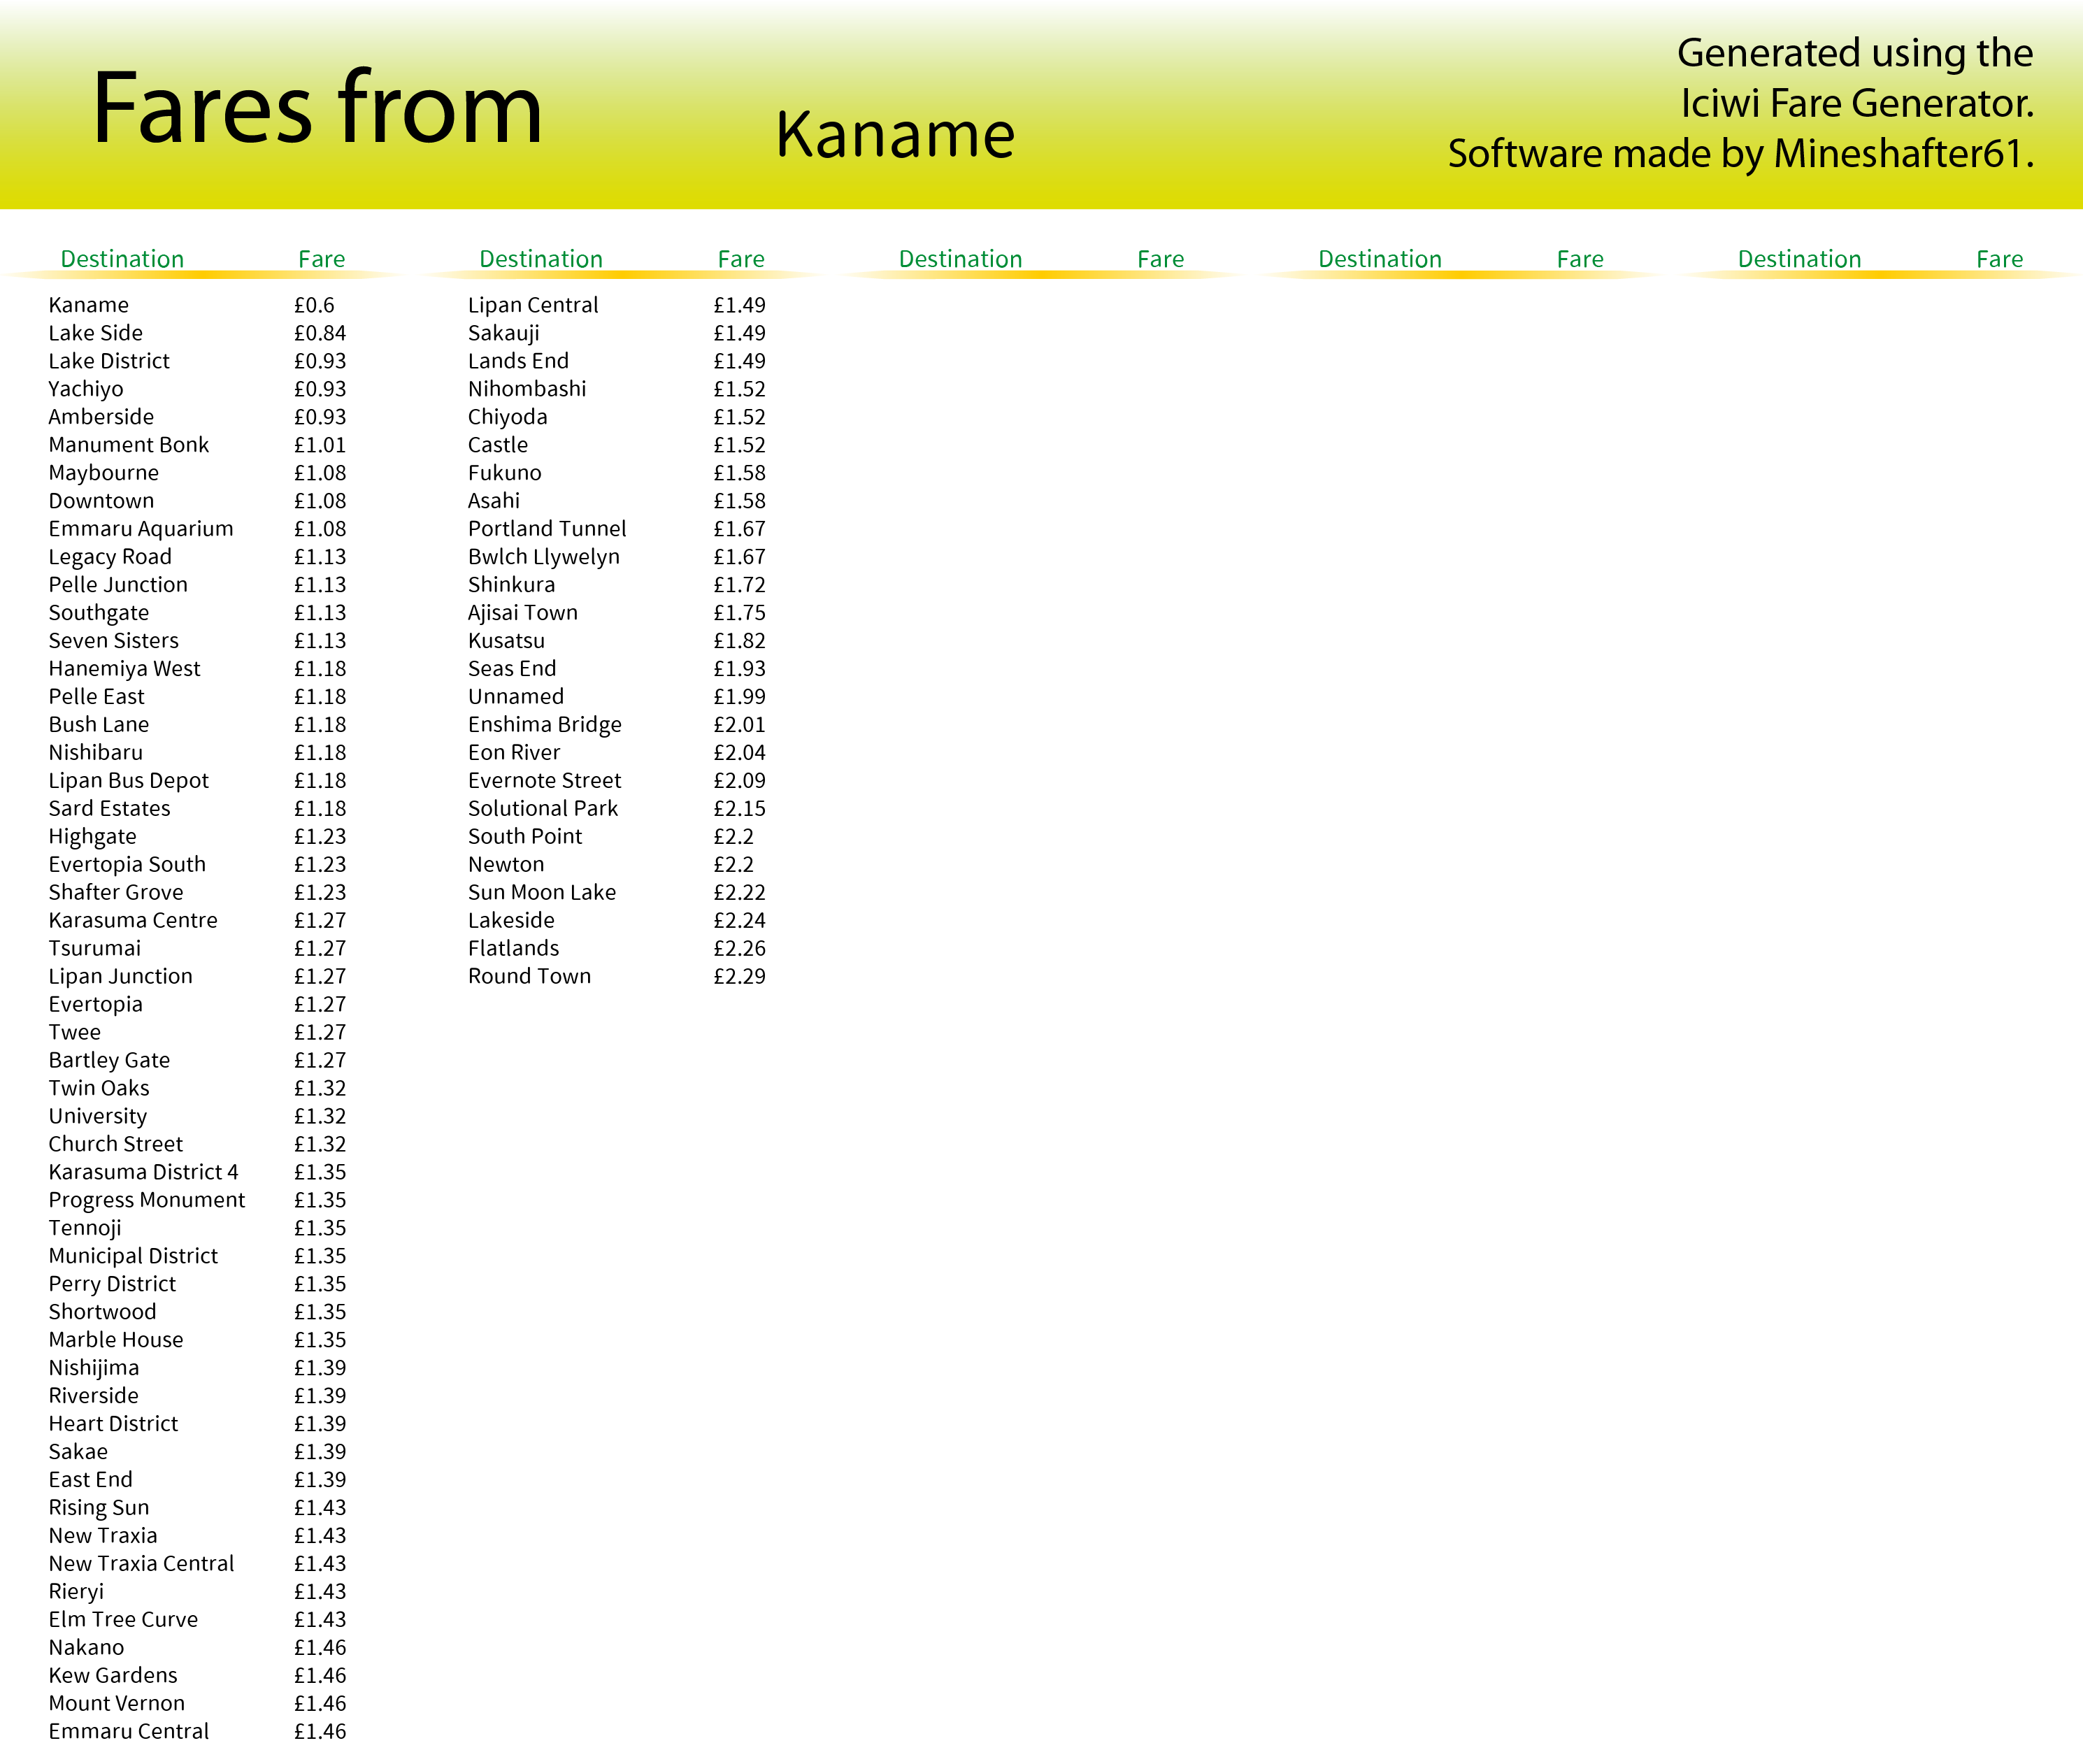 Fares from
Kaname
Generated using the
Iciwi Fare Generator.
Software made by Mineshafter61.
Destination Fare Destination Fare Destination Fare Destination Fare Destination Fare
Kaname £0.6
Lake Side £0.84
Lake District £0.93
Yachiyo £0.93
Amberside £0.93
Manument Bonk £1.01
Maybourne £1.08
Downtown £1.08
Emmaru Aquarium £1.08
Legacy Road £1.13
Pelle Junction £1.13
Southgate £1.13
Seven Sisters £1.13
Hanemiya West £1.18
Pelle East £1.18
Bush Lane £1.18
Nishibaru £1.18
Lipan Bus Depot £1.18
Sard Estates £1.18
Highgate £1.23
Evertopia South £1.23
Shafter Grove £1.23
Karasuma Centre £1.27
Tsurumai £1.27
Lipan Junction £1.27
Evertopia £1.27
Twee £1.27
Bartley Gate £1.27
Twin Oaks £1.32
University £1.32
Church Street £1.32
Karasuma District 4 £1.35
Progress Monument £1.35
Tennoji £1.35
Municipal District £1.35
Perry District £1.35
Shortwood £1.35
Marble House £1.35
Nishijima £1.39
Riverside £1.39
Heart District £1.39
Sakae £1.39
East End £1.39
Rising Sun £1.43
New Traxia £1.43
New Traxia Central £1.43
Rieryi £1.43
Elm Tree Curve £1.43
Nakano £1.46
Kew Gardens £1.46
Mount Vernon £1.46
Emmaru Central £1.46
Lipan Central £1.49
Sakauji £1.49
Lands End £1.49
Nihombashi £1.52
Chiyoda £1.52
Castle £1.52
Fukuno £1.58
Asahi £1.58
Portland Tunnel £1.67
Bwlch Llywelyn £1.67
Shinkura £1.72
Ajisai Town £1.75
Kusatsu £1.82
Seas End £1.93
Unnamed £1.99
Enshima Bridge £2.01
Eon River £2.04
Evernote Street £2.09
Solutional Park £2.15
South Point £2.2
Newton £2.2
Sun Moon Lake £2.22
Lakeside £2.24
Flatlands £2.26
Round Town £2.29